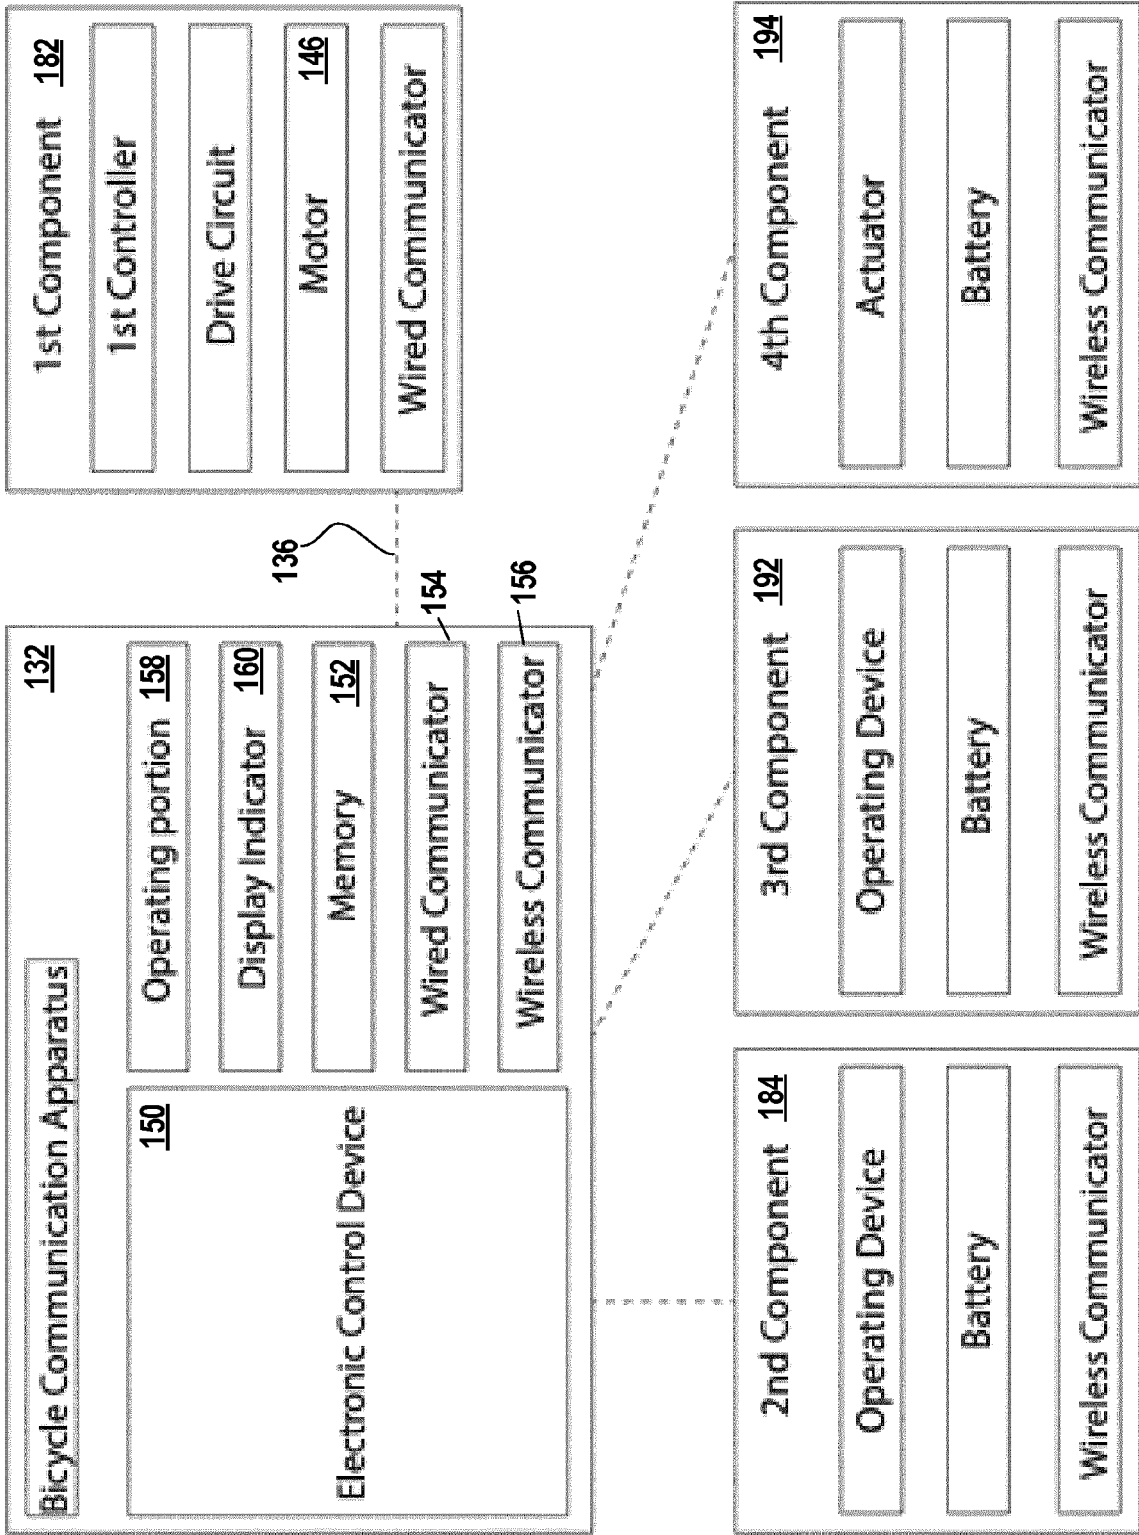 Bicycle Communication Apparatus
132
150
Electronic Control Device
Operating portion 158
Display Indicator 160
Memory 152
Wired Communicator
154
Wireless Communicator
156
136
1st Component 182
1st Controller
Drive Circuit
Motor 146
Wired Communicator
2nd Component 184
Operating Device
Battery
Wireless Communicator
3rd Component 192
Operating Device
Battery
Wireless Communicator
4th Component 194
Actuator
Battery
Wireless Communicator